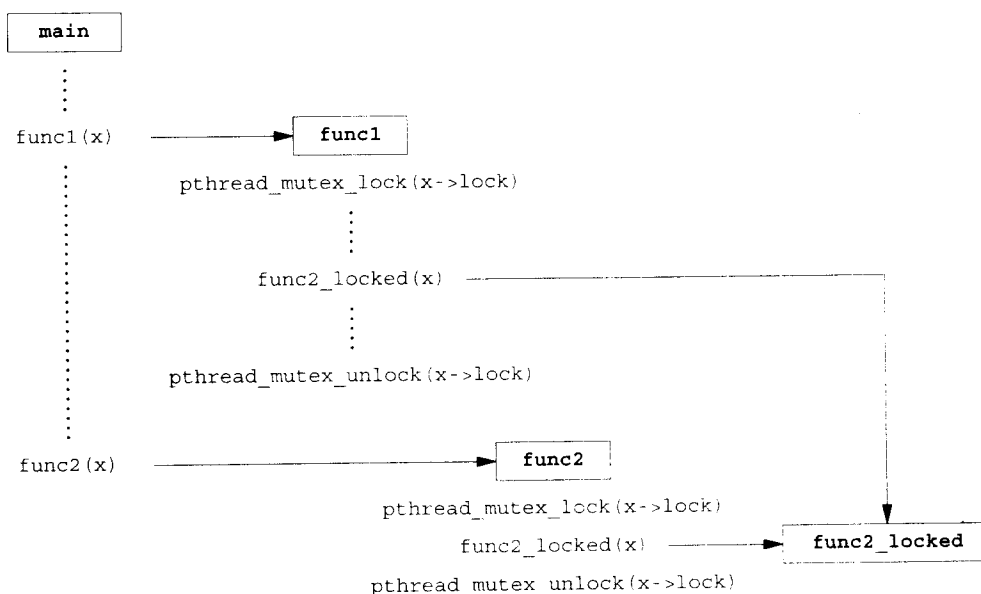 main
func1(x)
func1
pthread_mutex_lock(x->lock)
func2_locked(x)
pthread_mutex_unlock(x->lock)
func2(x)
func2
pthread_mutex_lock(x->lock)
func2_locked(x)
func2_locked
pthread_mutex_unlock(x->lock)